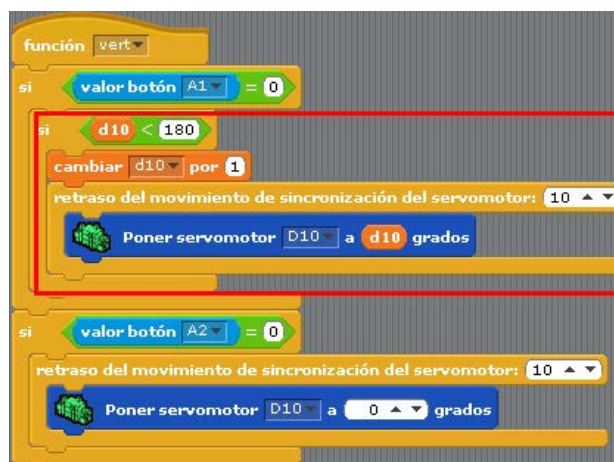 función vert
si valor botón A1 = 0
si d10 < 180
cambiar d10 por 1
retraso del movimiento de sincronización del servomotor: 10
Poner servomotor D10 a d10 grados
si valor botón A2 = 0
retraso del movimiento de sincronización del servomotor: 10
Poner servomotor D10 a 0 grados